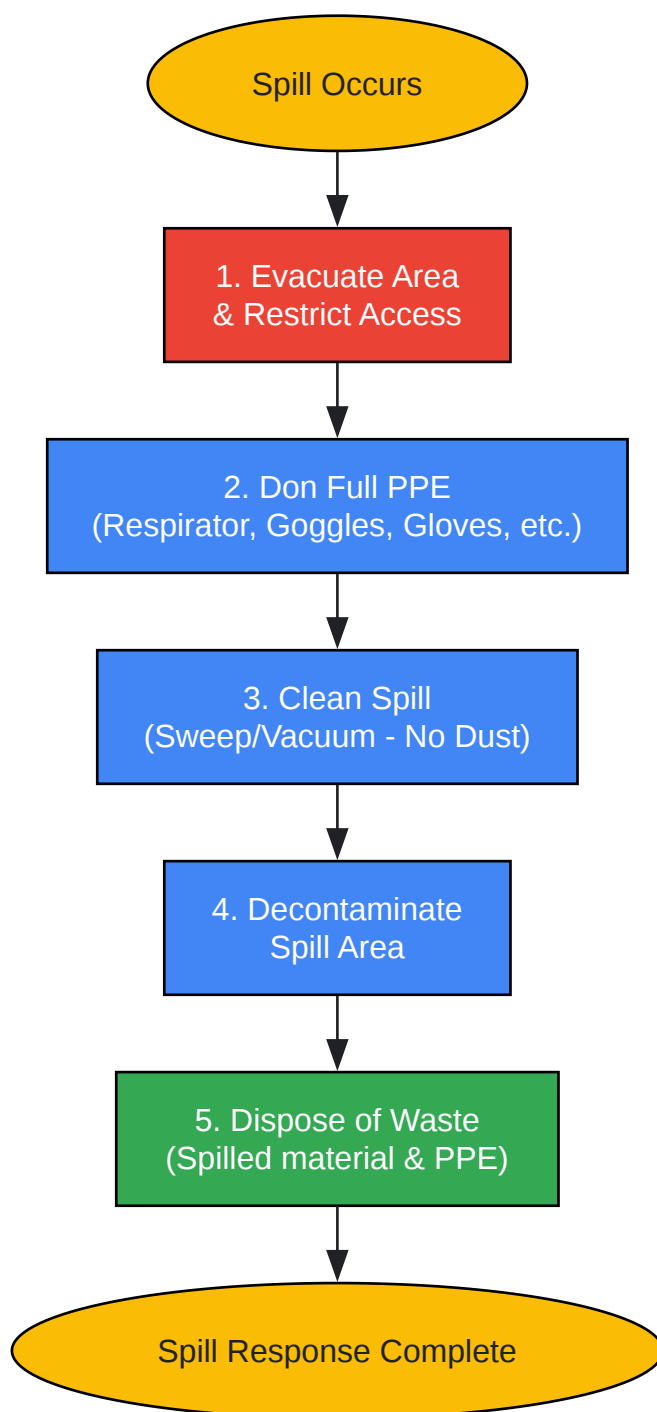 Spill Occurs
1. Evacuate Area
& Restrict Access
2. Don Full PPE
(Respirator, Goggles, Gloves, etc.)
3. Clean Spill
(Sweep/Vacuum - No Dust)
4. Decontaminate
Spill Area
5. Dispose of Waste
(Spilled material & PPE)
Spill Response Complete